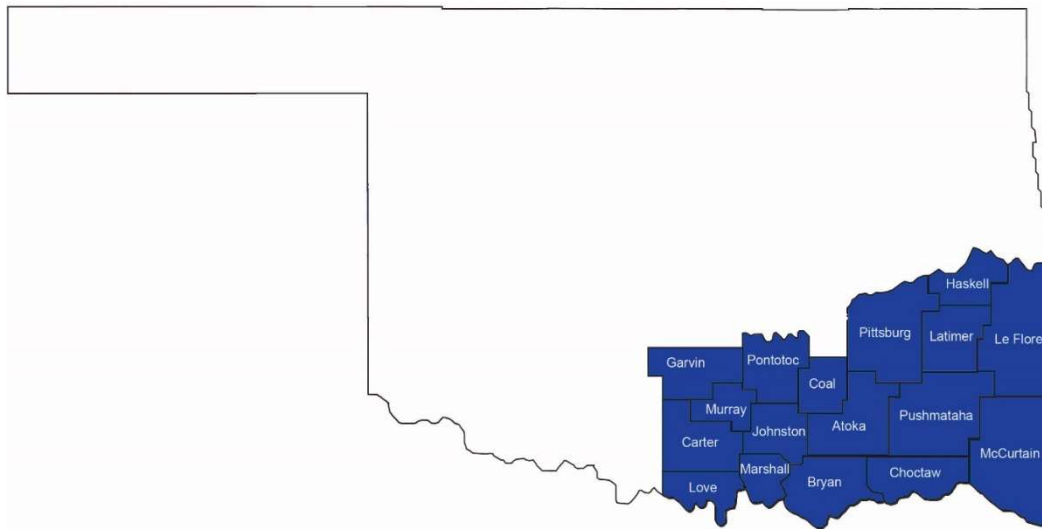 Haskell
Pittsburg
Latimer
Le Flore
Garvin
Pontotoc
Coal
Murray
Pushmataha
Johnston
Atoka
Carter
McCurtain
Marshall
Choctaw
Bryan
Love